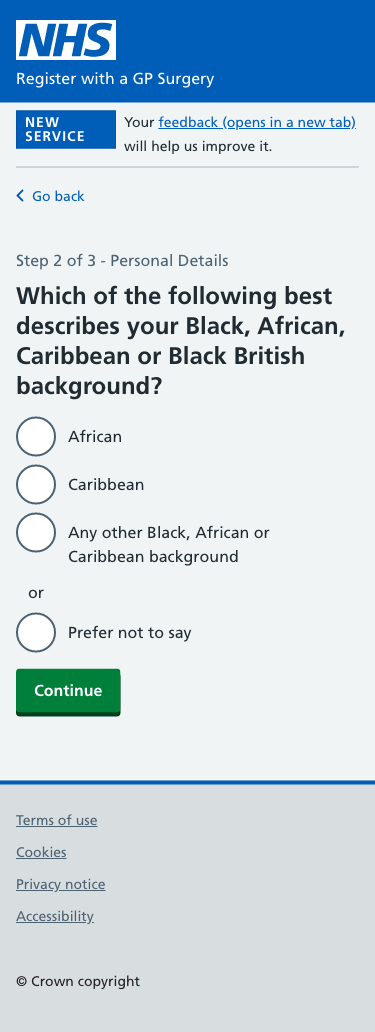 NHS
Register with a GP Surgery
NEW
SERVICE
Your feedback (opens in a new tab)
will help us improve it.
Go back
Step 2 of 3 - Personal Details
Which of the following best
describes your Black, African,
Caribbean or Black British
background?
African
Caribbean
Any other Black, African or
Caribbean background
or
Prefer not to say
Continue
Terms of use
Cookies
Privacy notice
Accessibility
© Crown copyright